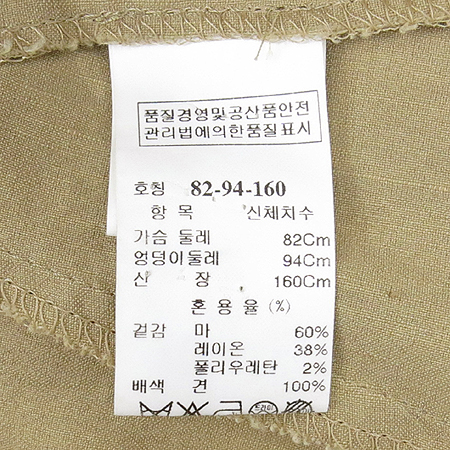 품질경영및공산품안전
관리법에의한품질표시
호칭 82-94-160
항 목 신체치수
가슴 둘레 82Cm
엉덩이둘레 94Cm
신 장 160Cm
혼 용 율 (%)
겉감 마 60%
레이온 38%
폴리우레탄 2%
배색 견 100%